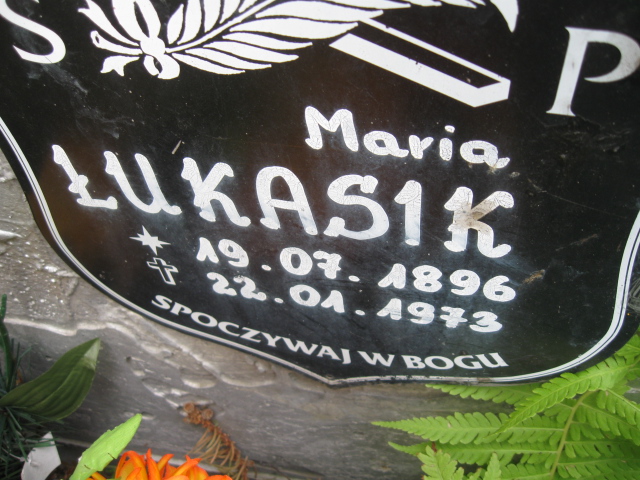 S P
Maria
ŁUKASIK
19.07.1896
22.01.1973
SPOCZYWAJ W BOGU